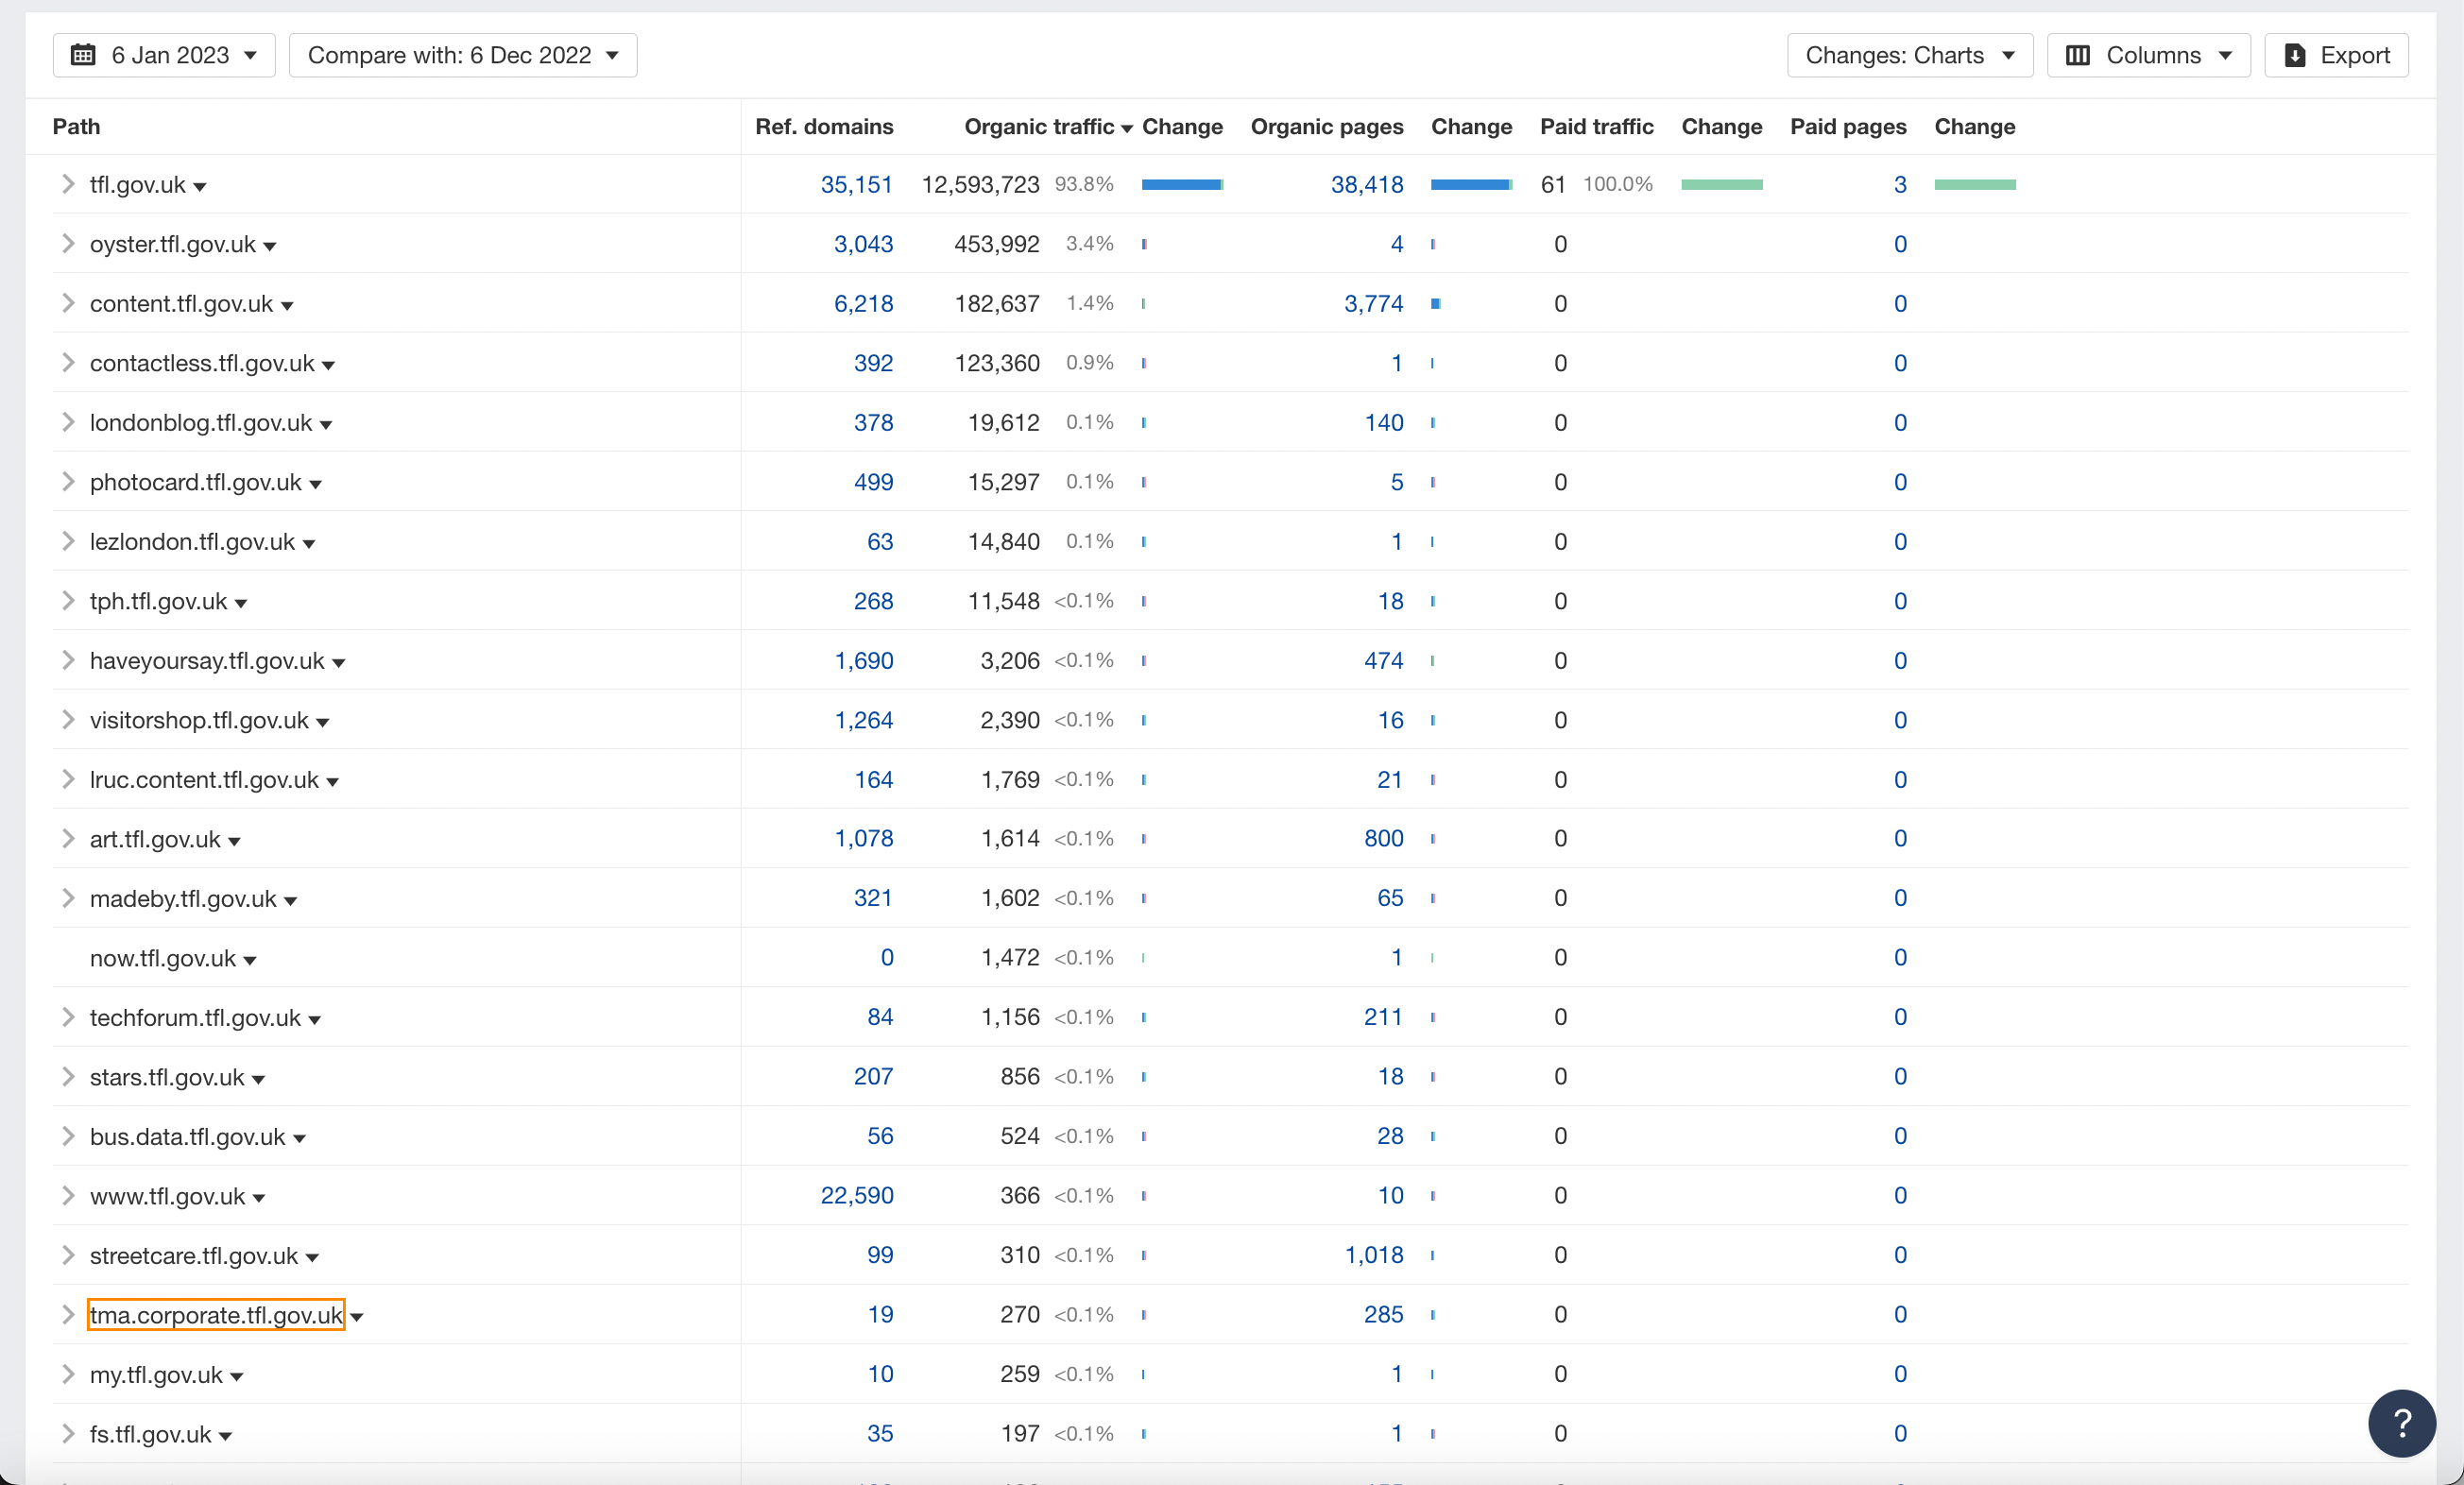 6 Jan 2023 Compare with: 6 Dec 2022 Changes: Charts Columns Export
Path Ref. domains Organic traffic Change Organic pages Change Paid traffic Change Paid pages Change
tfl.gov.uk 35,151 12,593,723 93.8% 38,418 61 100.0% 3
oyster.tfl.gov.uk 3,043 453,992 3.4% 4 0 0
content.tfl.gov.uk 6,218 182,637 1.4% 3,774 0 0
contactless.tfl.gov.uk 392 123,360 0.9% 1 0 0
londonblog.tfl.gov.uk 378 19,612 0.1% 140 0 0
photocard.tfl.gov.uk 499 15,297 0.1% 5 0 0
lezlondon.tfl.gov.uk 63 14,840 0.1% 1 0 0
tph.tfl.gov.uk 268 11,548 <0.1% 18 0 0
haveyoursay.tfl.gov.uk 1,690 3,206 <0.1% 474 0 0
visitorshop.tfl.gov.uk 1,264 2,390 <0.1% 16 0 0
lruc.content.tfl.gov.uk 164 1,769 <0.1% 21 0 0
art.tfl.gov.uk 1,078 1,614 <0.1% 800 0 0
madeby.tfl.gov.uk 321 1,602 <0.1% 65 0 0
now.tfl.gov.uk 0 1,472 <0.1% 1 0 0
techforum.tfl.gov.uk 84 1,156 <0.1% 211 0 0
stars.tfl.gov.uk 207 856 <0.1% 18 0 0
bus.data.tfl.gov.uk 56 524 <0.1% 28 0 0
www.tfl.gov.uk 22,590 366 <0.1% 10 0 0
streetcare.tfl.gov.uk 99 310 <0.1% 1,018 0 0
tma.corporate.tfl.gov.uk 19 270 <0.1% 285 0 0
my.tfl.gov.uk 10 259 <0.1% 1 0 0
fs.tfl.gov.uk 35 197 <0.1% 1 0 0
?